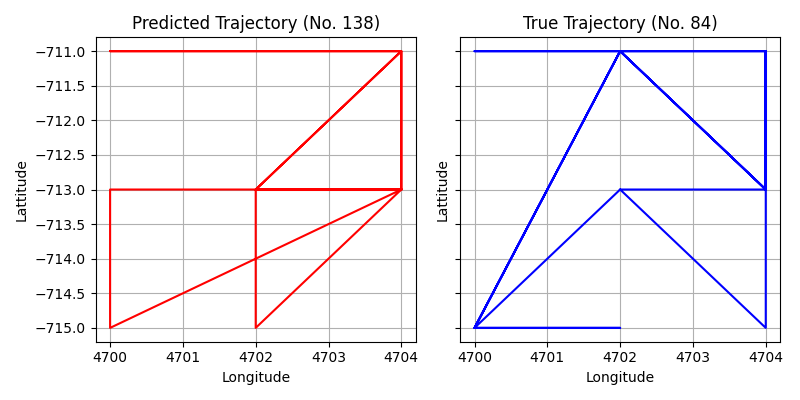 Predicted Trajectory (No. 138)
True Trajectory (No. 84)
Lattitude
−711.0
−711.5
−712.0
−712.5
−713.0
−713.5
−714.0
−714.5
−715.0
4700 4701 4702 4703 4704
Longitude
Lattitude
4700 4701 4702 4703 4704
Longitude